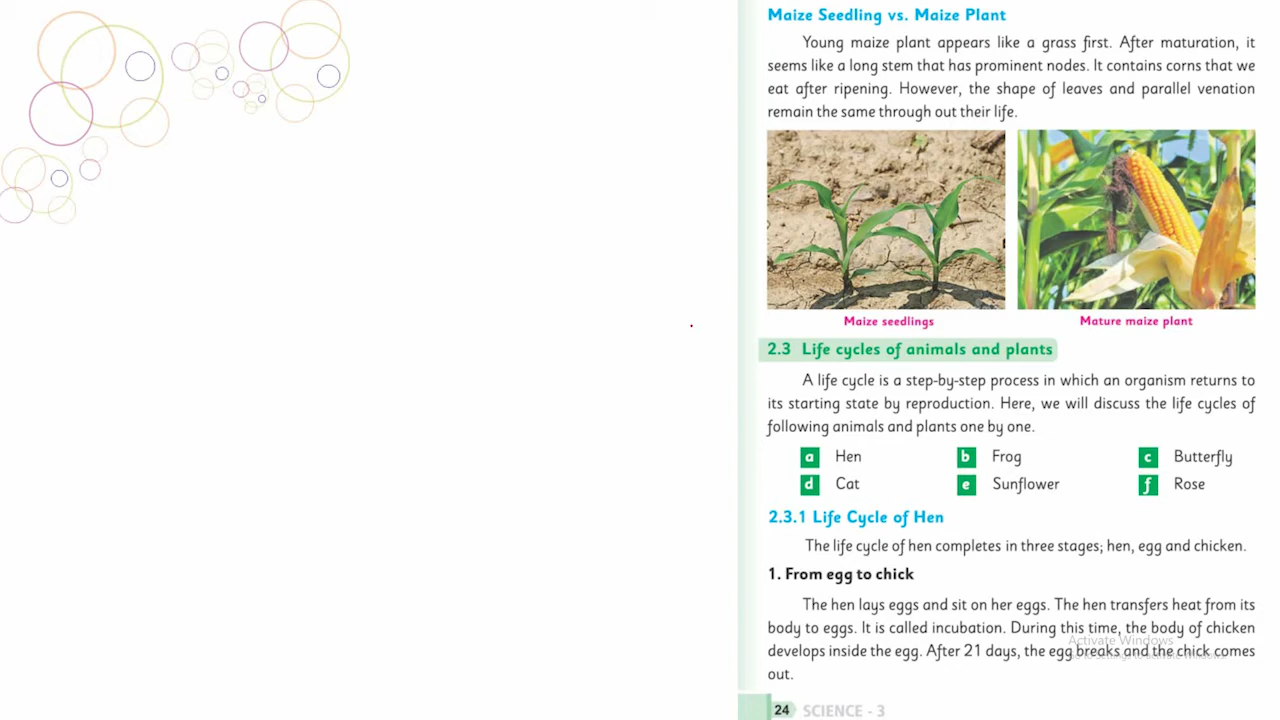 Maize Seedling vs. Maize Plant
Young maize plant appears like a grass first. After maturation, it
seems like a long stem that has prominent nodes. It contains corns that we
eat after ripening. However, the shape of leaves and parallel venation
remain the same through out their life.
Maize seedlings
Mature maize plant
2.3 Life cycles of animals and plants
A life cycle is a step-by-step process in which an organism returns to
its starting state by reproduction. Here, we will discuss the life cycles of
following animals and plants one by one.
a Hen b Frog c Butterfly
d Cat e Sunflower f Rose
2.3.1 Life Cycle of Hen
The life cycle of hen completes in three stages; hen, egg and chicken.
1. From egg to chick
The hen lays eggs and sit on her eggs. The hen transfers heat from its
body to eggs. It is called incubation. During this time, the body of chicken
Activate Windows
develops inside the egg. After 21 days, the egg breaks and the chick comes
Go to Settings to activate Windows.
out.
24 SCIENCE - 3